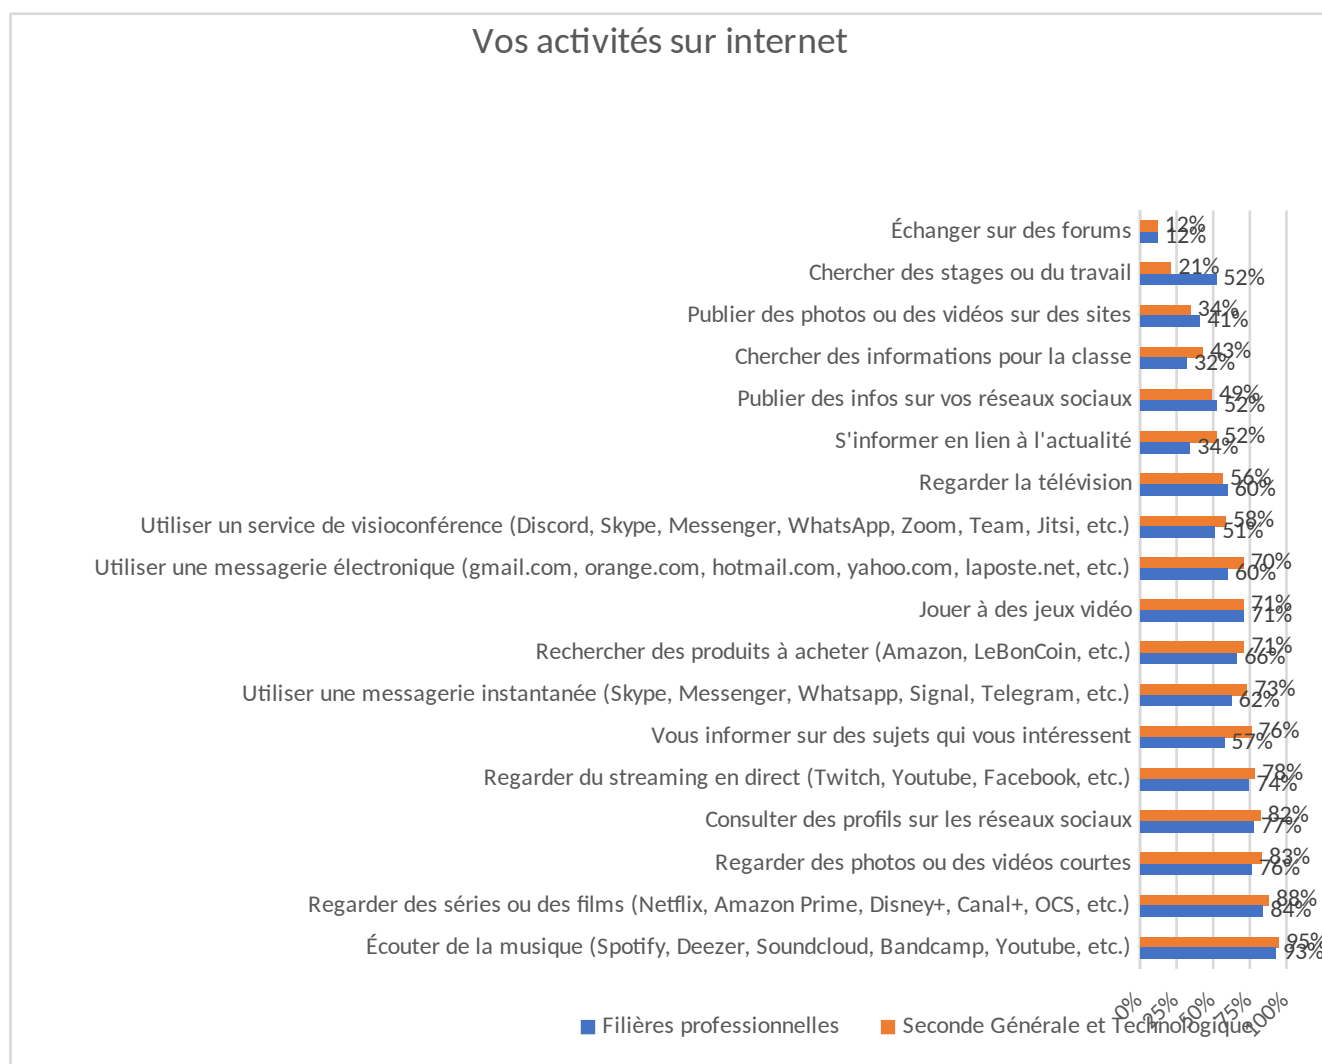 Vos activités sur internet
Échanger sur des forums
12%
12%
Chercher des stages ou du travail
21%
52%
Publier des photos ou des vidéos sur des sites
34%
41%
Chercher des informations pour la classe
43%
32%
Publier des infos sur vos réseaux sociaux
49%
52%
S'informer en lien à l'actualité
52%
34%
Regarder la télévision
56%
60%
Utiliser un service de visioconférence (Discord, Skype, Messenger, WhatsApp, Zoom, Team, Jitsi, etc.)
58%
51%
Utiliser une messagerie électronique (gmail.com, orange.com, hotmail.com, yahoo.com, laposte.net, etc.)
70%
60%
Jouer à des jeux vidéo
71%
71%
Rechercher des produits à acheter (Amazon, LeBonCoin, etc.)
71%
66%
Utiliser une messagerie instantanée (Skype, Messenger, Whatsapp, Signal, Telegram, etc.)
73%
62%
Vous informer sur des sujets qui vous intéressent
76%
57%
Regarder du streaming en direct (Twitch, Youtube, Facebook, etc.)
78%
74%
Consulter des profils sur les réseaux sociaux
82%
77%
Regarder des photos ou des vidéos courtes
83%
76%
Regarder des séries ou des films (Netflix, Amazon Prime, Disney+, Canal+, OCS, etc.)
88%
84%
Écouter de la musique (Spotify, Deezer, Soundcloud, Bandcamp, Youtube, etc.)
95%
93%
0%
25%
50%
75%
100%
Filières professionnelles
Seconde Générale et Technologique